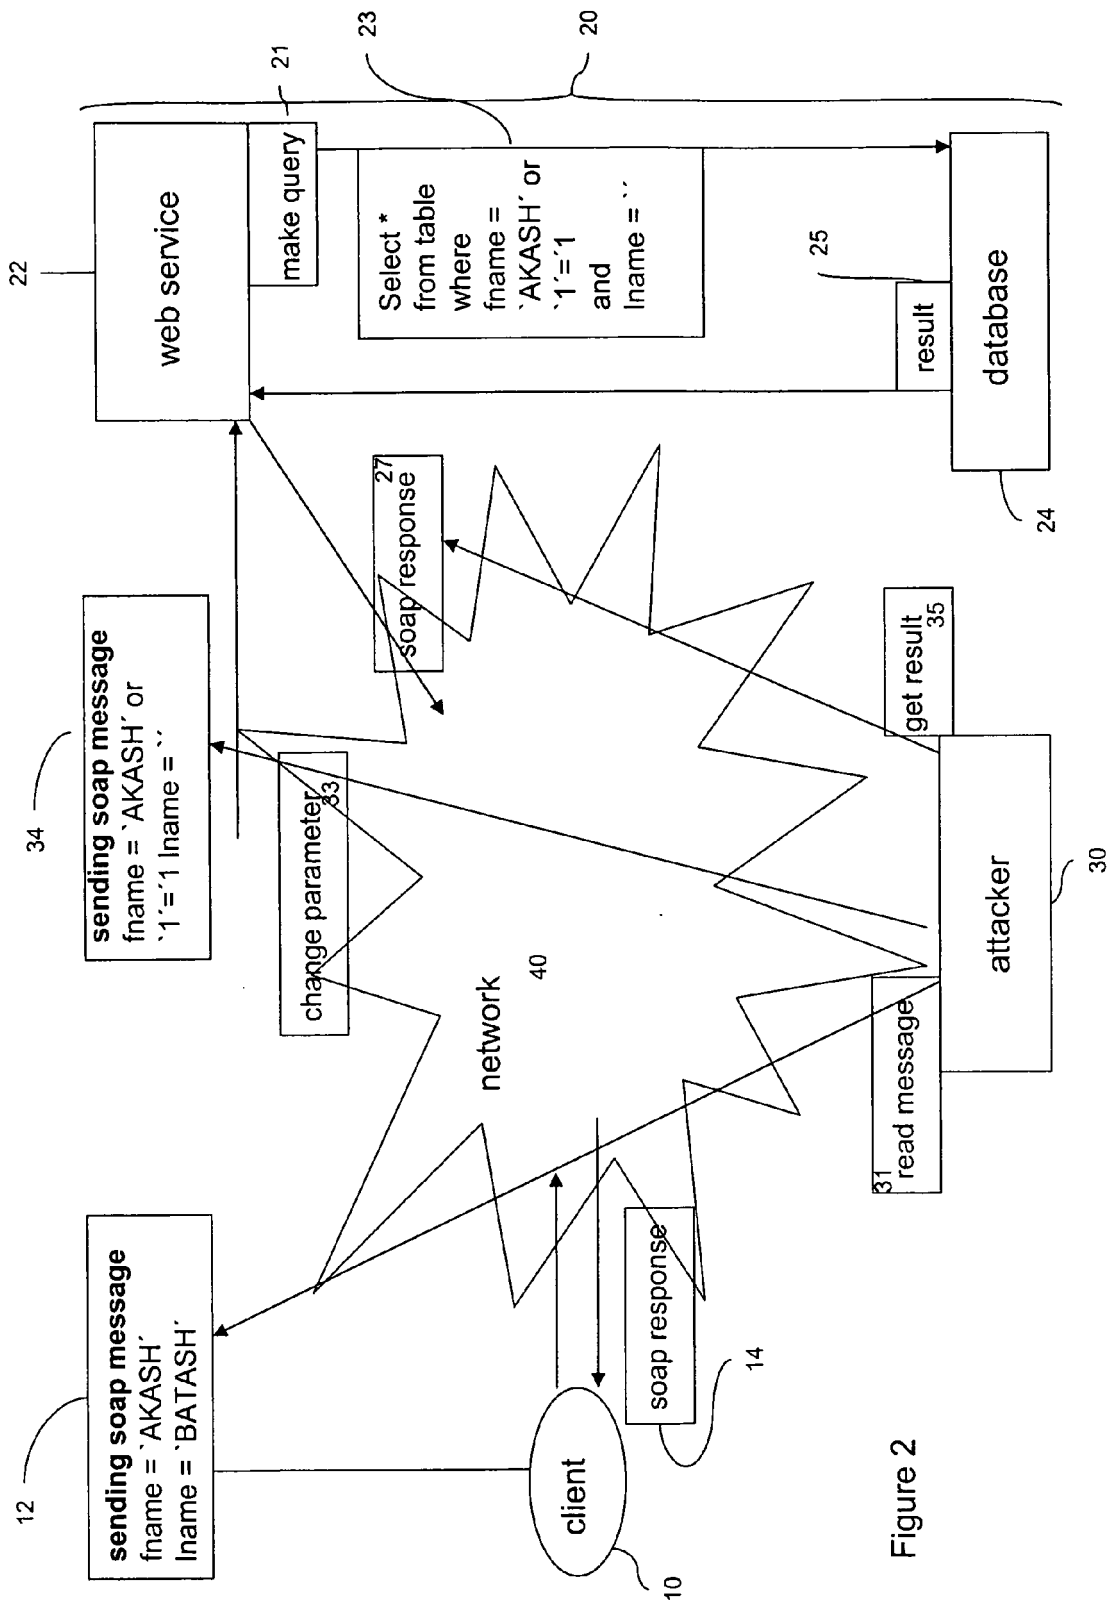 12
sending soap message
fname = `AKASH´
lname = `BATASH´
client
10
soap response
14
Figure 2
34
sending soap message
fname = `AKASH´ or
`1´=´1 lname = `´
change parameter
33
network
40
31
read message
attacker
30
get result
35
27
soap response
22
web service
21
make query
23
Select *
from table
where
fname =
`AKASH´ or
`1´=´1
and
lname = `´
20
25
result
database
24